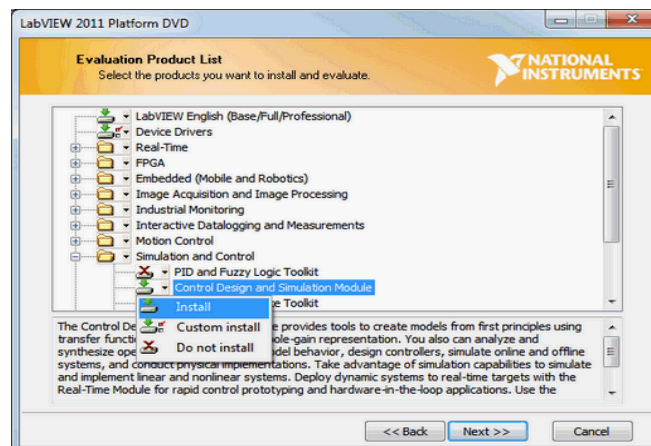 LabVIEW 2011 Platform DVD
Evaluation Product List
Select the products you want to install and evaluate.
NATIONAL
INSTRUMENTS
LabVIEW English (Base/Full/Professional)
Device Drivers
Real-Time
FPGA
Embedded (Mobile and Robotics)
Image Acquisition and Image Processing
Industrial Monitoring
Interactive Datalogging and Measurements
Motion Control
Simulation and Control
PID and Fuzzy Logic Toolkit
Control Design and Simulation Module
Install
Toolkit
Custom install
Do not install
The Control De provides tools to create models from first principles using
transfer functi ole-gain representation. You also can analyze and
synthesize ope del behavior, design controllers, simulate online and offline
systems, and conduct physical implementations. Take advantage of simulation capabilities to simulate
and implement linear and nonlinear systems. Deploy dynamic systems to real-time targets with the
Real-Time Module for rapid control prototyping and hardware-in-the-loop applications. Use the
<< Back
Next >>
Cancel